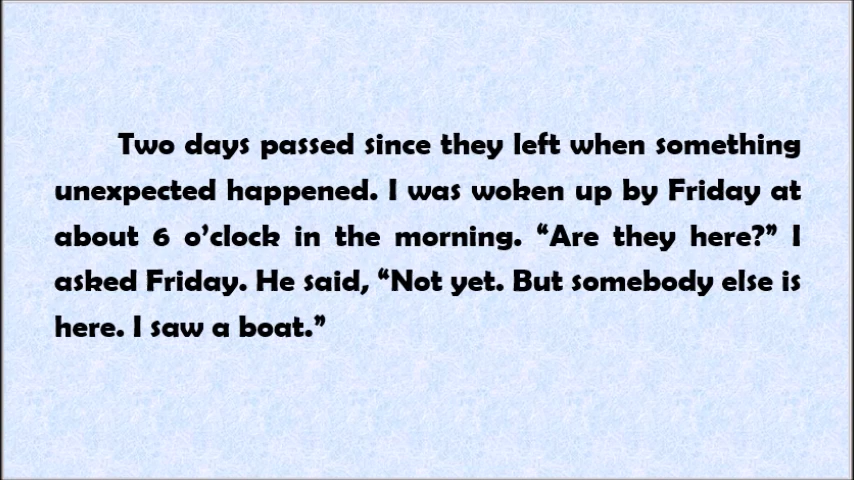 Two days passed since they left when something
unexpected happened. I was woken up by Friday at
about 6 o’clock in the morning. “Are they here?” I
asked Friday. He said, “Not yet. But somebody else is
here. I saw a boat.”